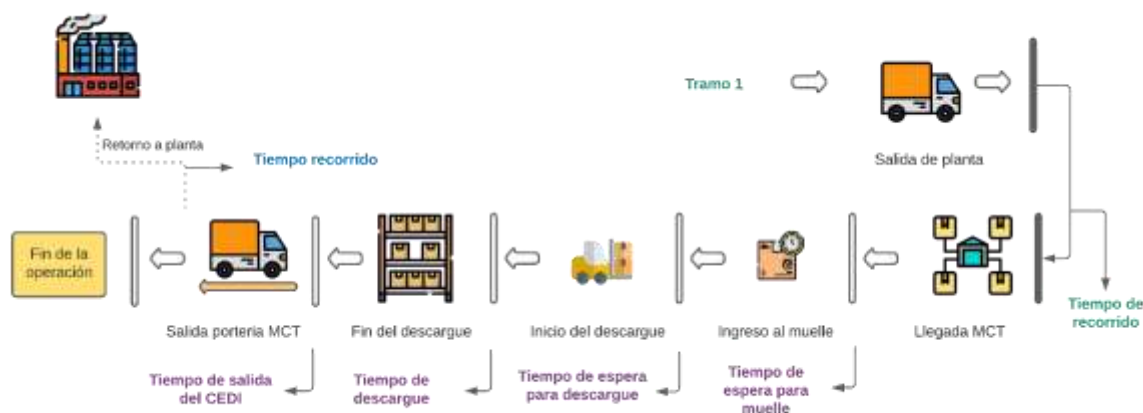 Tramo 1
Salida de planta
Retorno a planta
Tiempo recorrido
Fin de la
operación
Salida porteria MCT
Fin del descargue
Inicio del descargue
Ingreso al muelle
Llegada MCT
Tiempo de
recorrido
Tiempo de salida
del CEDI
Tiempo de
descargue
Tiempo de espera
para descargue
Tiempo de
espera para
muelle